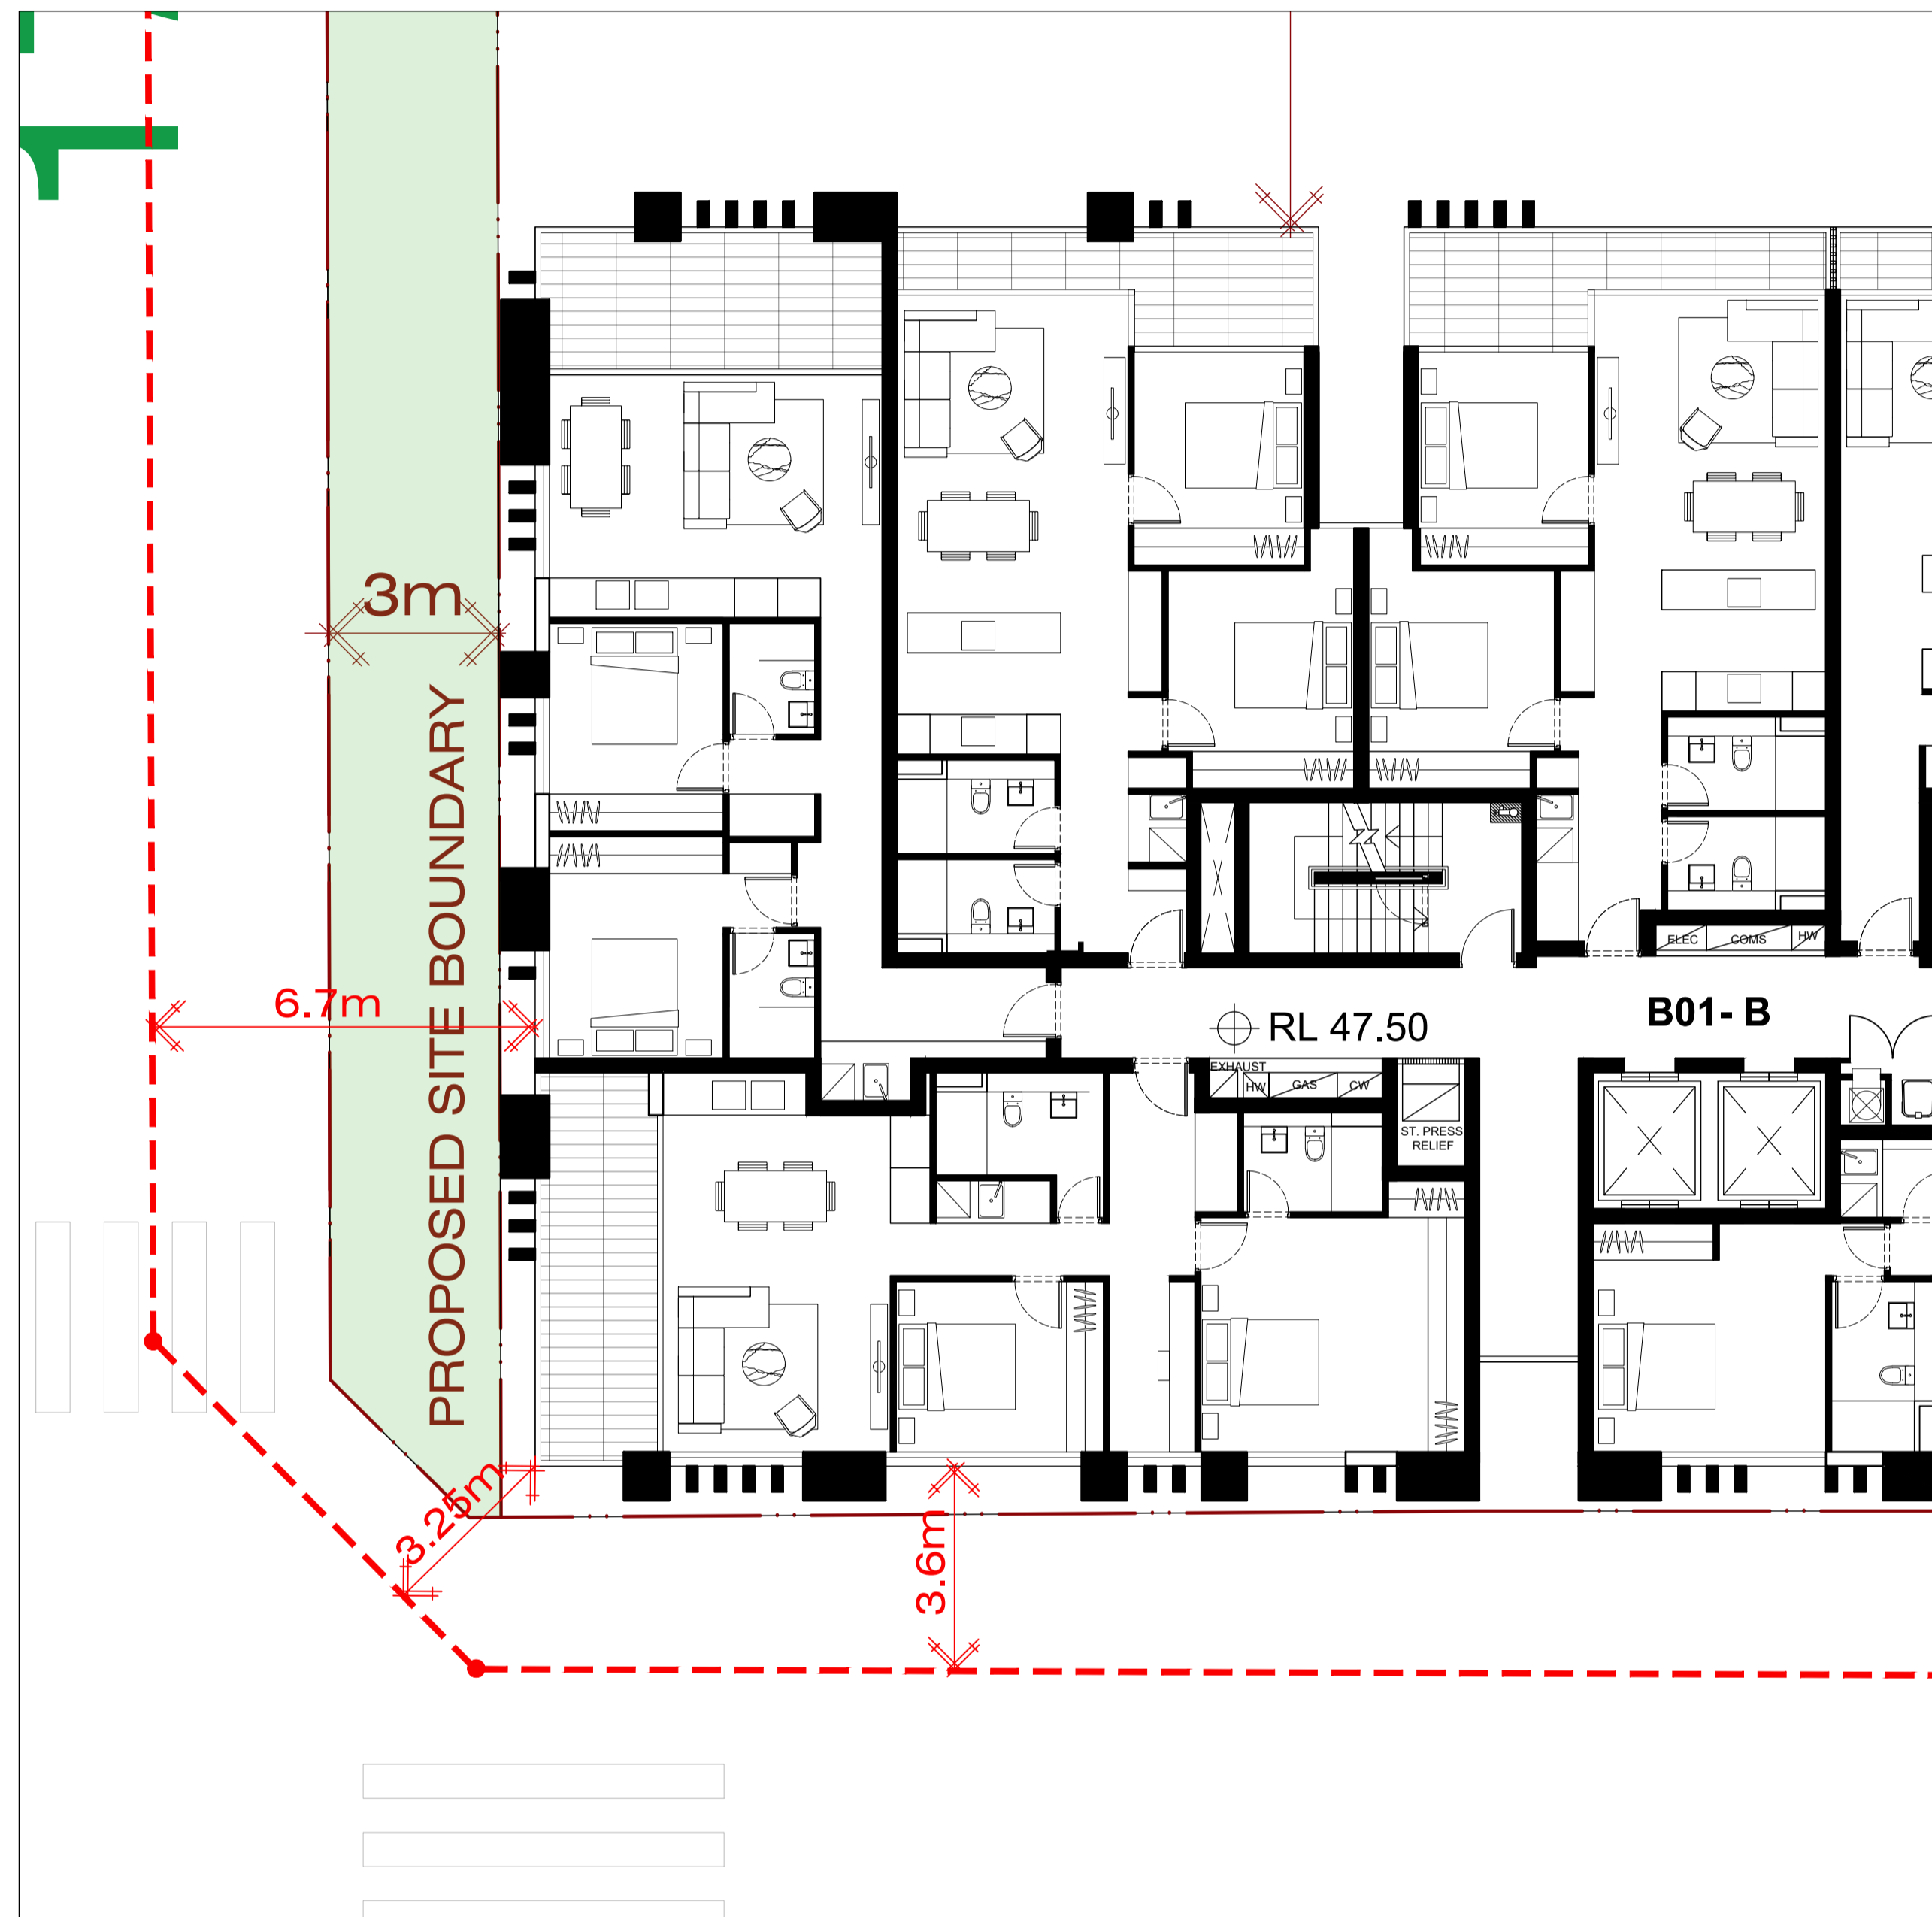 3m
PROPOSED SITE BOUNDARY
6.7m
ELEC
COMS
HW
B01- B
RL 47.50
EXHAUST
HW
GAS
CW
ST. PRESS
RELIEF
3.25m
3.6m